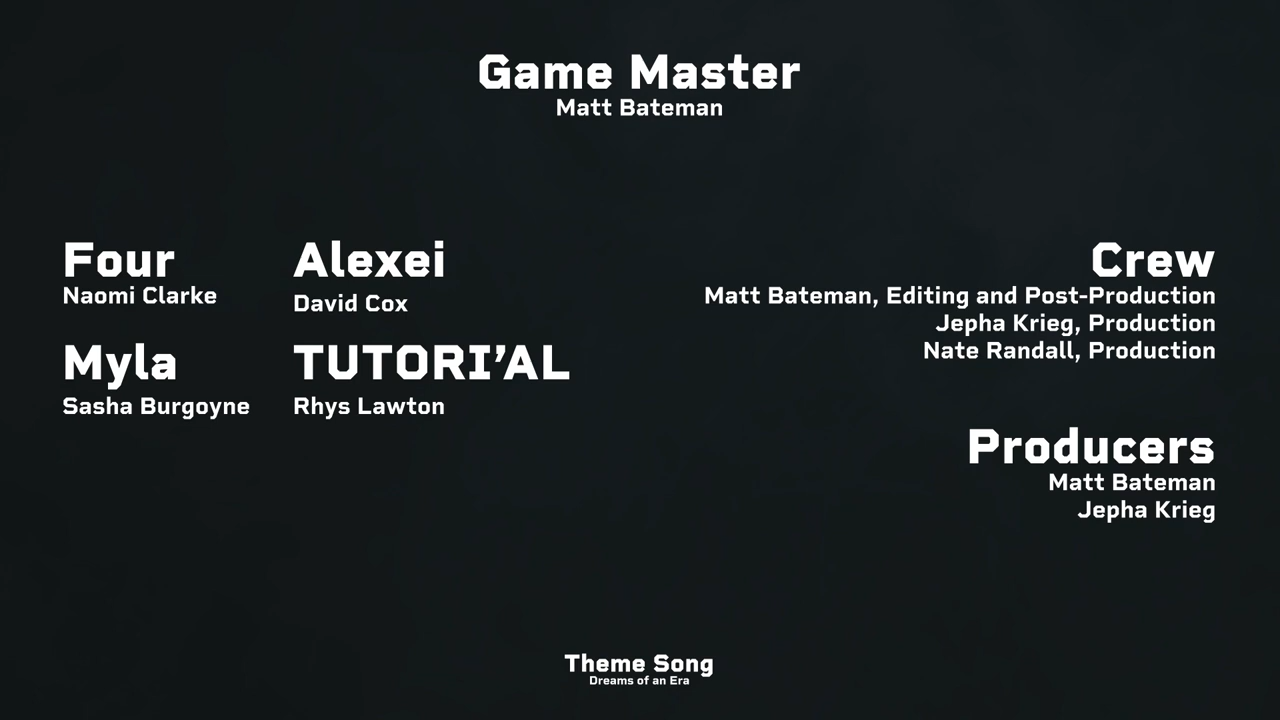 Game Master
Matt Bateman
Four
Naomi Clarke
Alexei
David Cox
Myla
Sasha Burgoyne
TUTORI’AL
Rhys Lawton
Crew
Matt Bateman, Editing and Post-Production
Jepha Krieg, Production
Nate Randall, Production
Producers
Matt Bateman
Jepha Krieg
Theme Song
Dreams of an Era